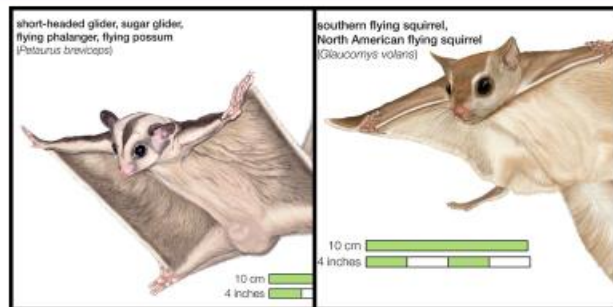 short-headed glider, sugar glider,
flying phalanger, flying possum
(Petaurus breviceps)
10 cm
4 inches
southern flying squirrel,
North American flying squirrel
(Glaucomys volans)
10 cm
4 inches